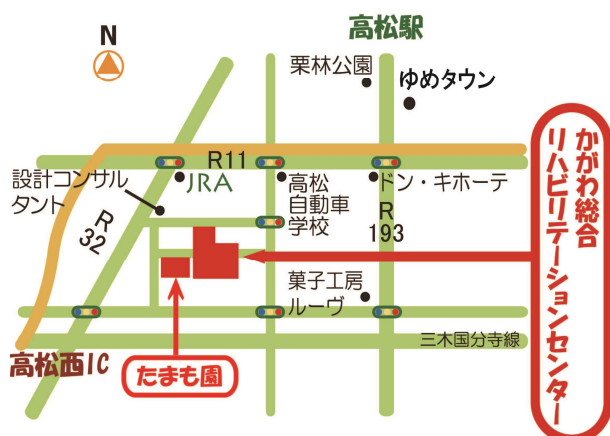 高松駅
N
栗林公園
ゆめタウン
R11
設計コンサル
タント
JRA
高松
自動車
学校
ドン・キホーテ
R
32
R
193
かがわ総合
リハビリテーションセンター
菓子工房
ルーヴ
三木国分寺線
高松西IC
たまも園